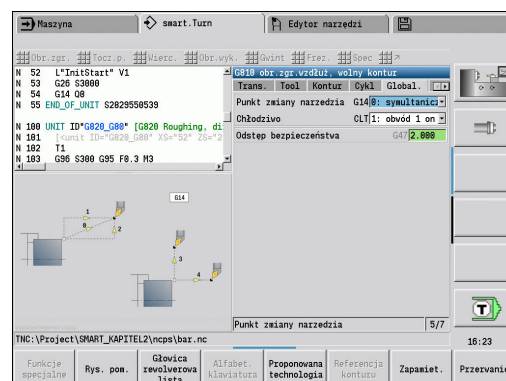 Maszyna
smart.Turn
Edytor narzędzi
Obr.zgr. Tocz.p. Wierc. Obr.wyk. Gwint Frez. Spec
N 52 L"InitStart" V1
N 53 G26 S3000
N 54 G14 Q0
N 55 END_OF_UNIT S2829550539
N 100 UNIT ID"G820_G80" [G820 Roughing, di
N 101 [<unit ID="G820_G80" XS="52" ZS="2
N 102 T1
N 103 G96 S300 G95 F0.3 M3
G810 obr.zgr.wzdłuż, wolny kontur
Trans. Tool Kontur Cykl Global.
Punkt zmiany narzedzia G14 0: symultanicz
Chłodziwo CLT 1: obwód 1 on
Odstęp bezpieczeństwa G47 2.000
G14
1
0
2
3
4
Punkt zmiany narzedzia 5/7
TNC:\Project\SMART_KAPITEL2\ncps\bar.nc
T
16:23
Funkcje specjalne
Rys. pom.
Głowica revolwerowa lista
Alfabet. klawiatura
Proponowana technologia
Referencja konturu
Zapamiet.
Przerwanie